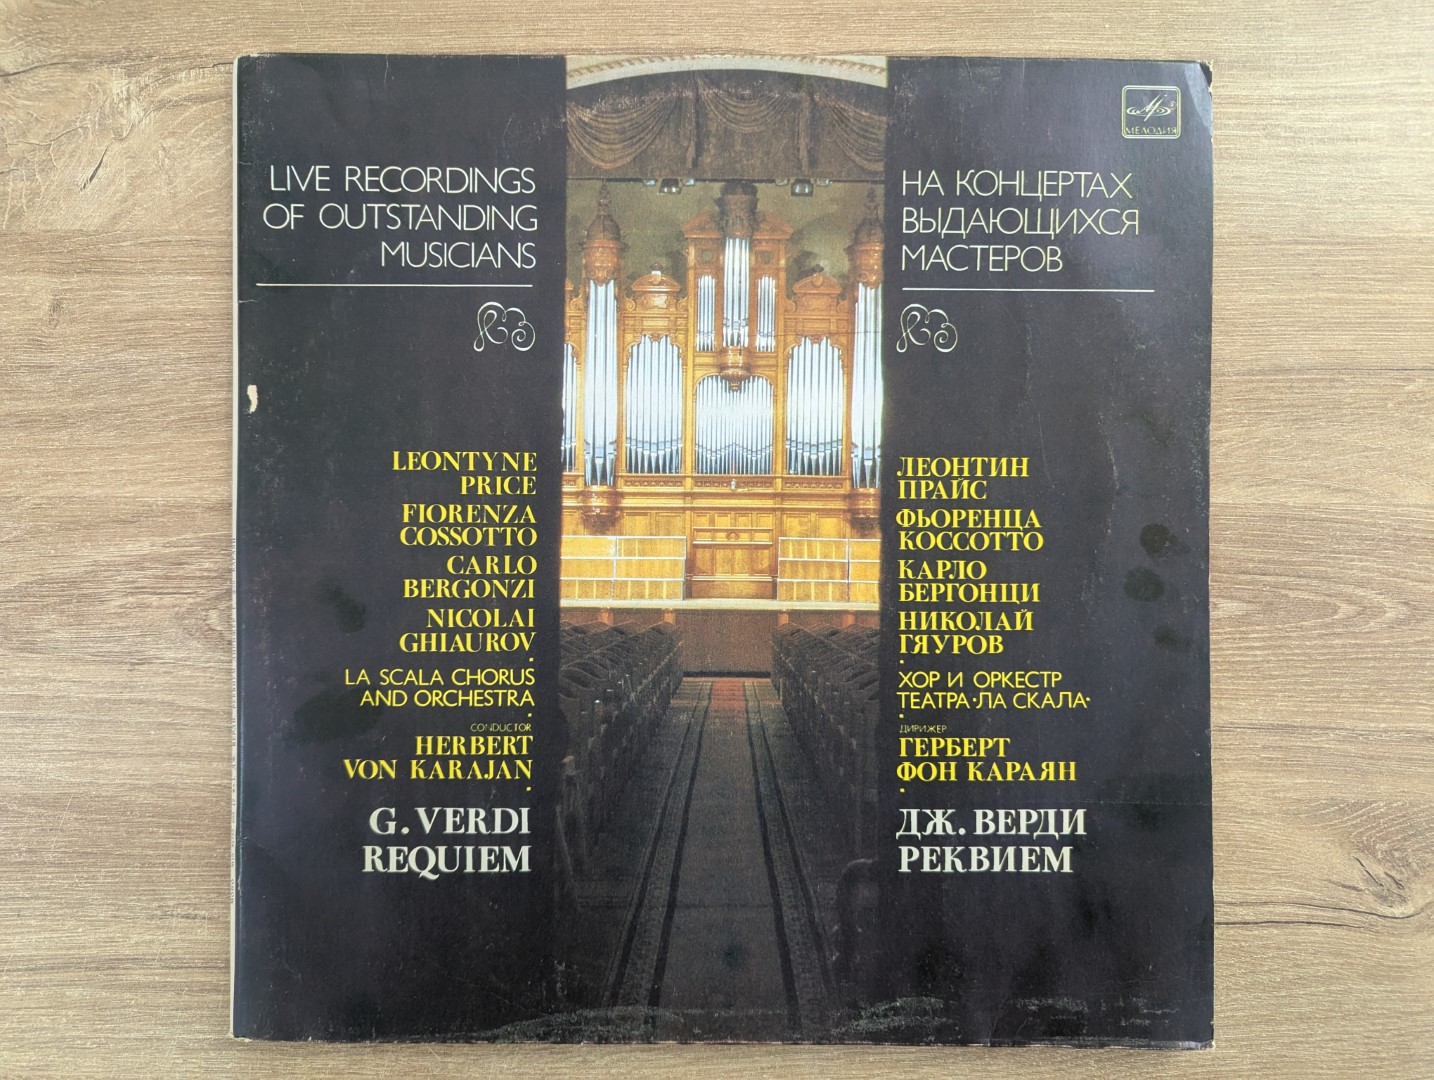 LIVE RECORDINGS
OF OUTSTANDING
MUSICIANS
LEONTYNE
PRICE
FIORENZA
COSSOTTO
CARLO
BERGONZI
NICOLAI
GHIAUROV
LA SCALA CHORUS
AND ORCHESTRA
CONDUCTOR
HERBERT
VON KARAJAN
G. VERDI
REQUIEM
МЕЛОДИЯ
НА КОНЦЕРТАХ
ВЫДАЮЩИХСЯ
МАСТЕРОВ
ЛЕОНТИН
ПРАЙС
ФЬОРЕНЦА
КОССОТТО
КАРЛО
БЕРГОНЦИ
НИКОЛАЙ
ГЯУРОВ
ХОР И ОРКЕСТР
ТЕАТРА·ЛА СКАЛА·
ДИРИЖЕР
ГЕРБЕРТ
ФОН КАРАЯН
ДЖ. ВЕРДИ
РЕКВИЕМ